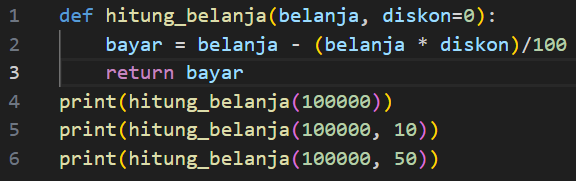 1 def hitung_belanja(belanja, diskon=0):
2     bayar = belanja - (belanja * diskon)/100
3     return bayar
4 print(hitung_belanja(100000))
5 print(hitung_belanja(100000, 10))
6 print(hitung_belanja(100000, 50))